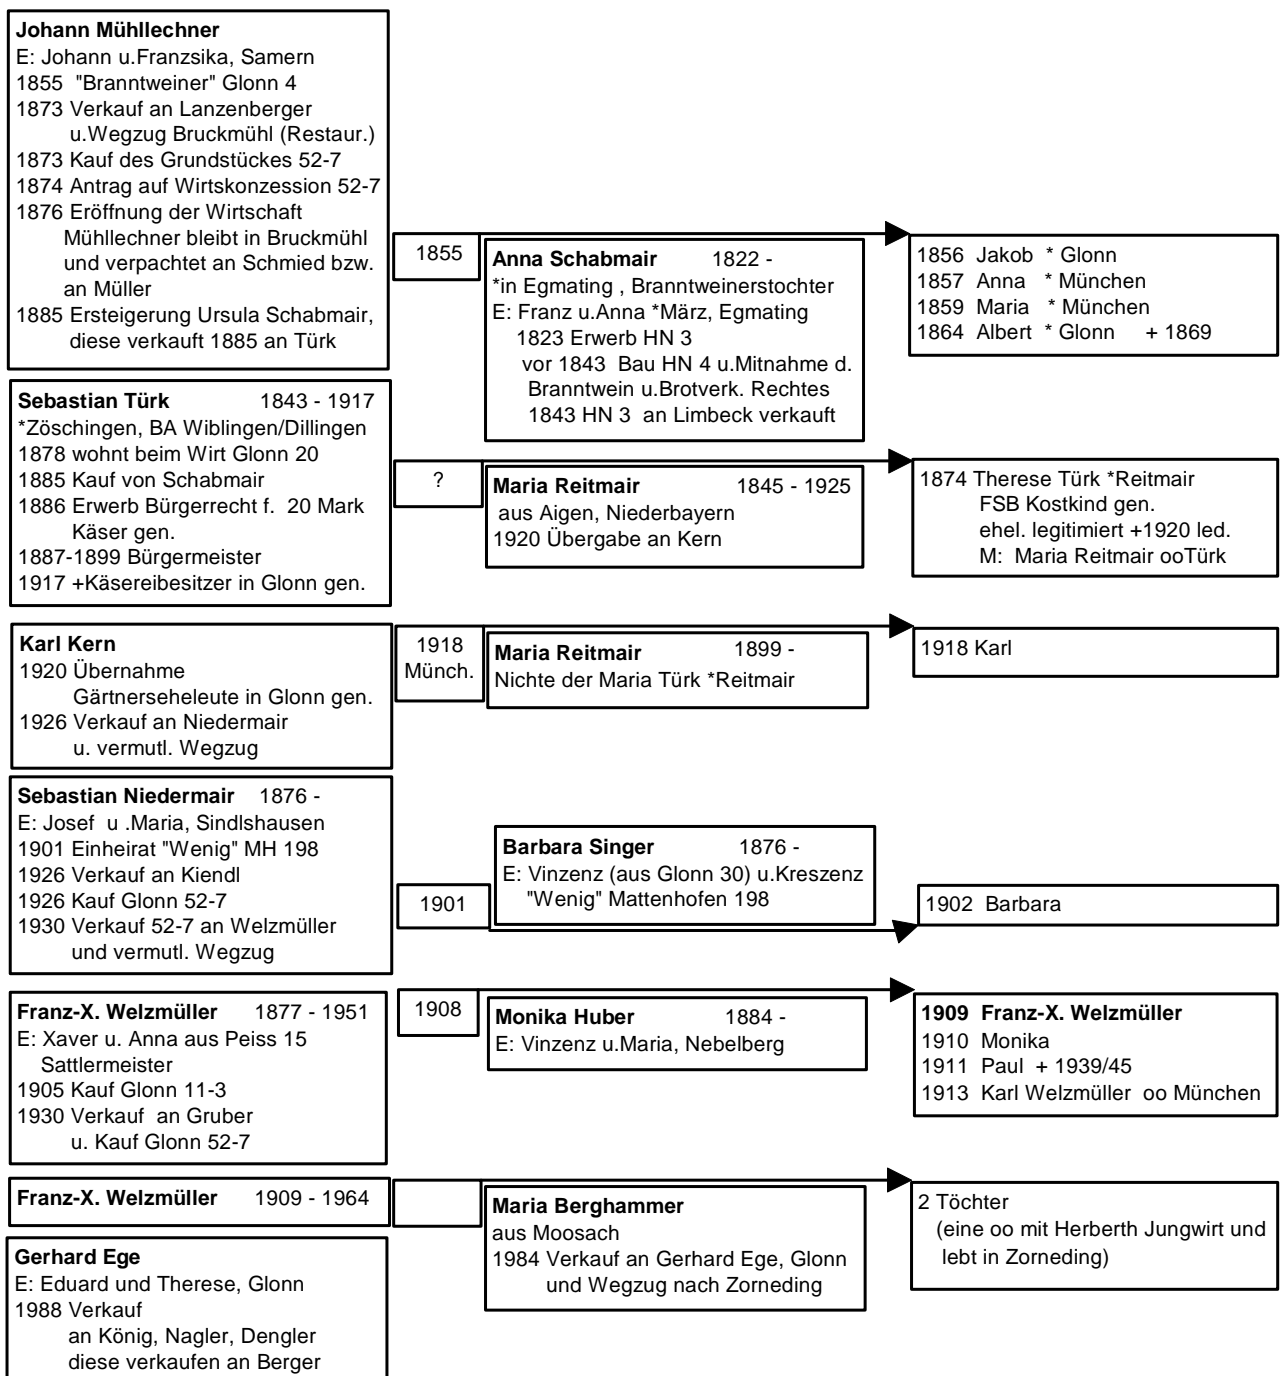 Johann Mühllechner
E: Johann u.Franzsika, Samern
1855 "Branntweiner" Glonn 4
1873 Verkauf an Lanzenberger
u.Wegzug Bruckmühl (Restaur.)
1873 Kauf des Grundstückes 52-7
1874 Antrag auf Wirtskonzession 52-7
1876 Eröffnung der Wirtschaft
Mühllechner bleibt in Bruckmühl
und verpachtet an Schmied bzw.
an Müller
1885 Ersteigerung Ursula Schabmair,
diese verkauft 1885 an Türk
1855
Anna Schabmair 1822 -
*in Egmating , Branntweinerstochter
E: Franz u.Anna *März, Egmating
1823 Erwerb HN 3
vor 1843 Bau HN 4 u.Mitnahme d.
Branntwein u.Brotverk. Rechtes
1843 HN 3 an Limbeck verkauft
1856 Jakob * Glonn
1857 Anna * München
1859 Maria * München
1864 Albert * Glonn + 1869
Sebastian Türk 1843 - 1917
*Zöschingen, BA Wiblingen/Dillingen
1878 wohnt beim Wirt Glonn 20
1885 Kauf von Schabmair
1886 Erwerb Bürgerrecht f. 20 Mark
Käser gen.
1887-1899 Bürgermeister
1917 +Käsereibesitzer in Glonn gen.
?
Maria Reitmair 1845 - 1925
aus Aigen, Niederbayern
1920 Übergabe an Kern
1874 Therese Türk *Reitmair
FSB Kostkind gen.
ehel. legitimiert +1920 led.
M: Maria Reitmair ooTürk
Karl Kern
1920 Übernahme
Gärtnerseheleute in Glonn gen.
1926 Verkauf an Niedermair
u. vermutl. Wegzug
1918
Münch.
Maria Reitmair 1899 -
Nichte der Maria Türk *Reitmair
1918 Karl
Sebastian Niedermair 1876 -
E: Josef u .Maria, Sindlshausen
1901 Einheirat "Wenig" MH 198
1926 Verkauf an Kiendl
1926 Kauf Glonn 52-7
1930 Verkauf 52-7 an Welzmüller
und vermutl. Wegzug
1901
Barbara Singer 1876 -
E: Vinzenz (aus Glonn 30) u.Kreszenz
"Wenig" Mattenhofen 198
1902 Barbara
Franz-X. Welzmüller 1877 - 1951
E: Xaver u. Anna aus Peiss 15
Sattlermeister
1905 Kauf Glonn 11-3
1930 Verkauf an Gruber
u. Kauf Glonn 52-7
1908
Monika Huber 1884 -
E: Vinzenz u.Maria, Nebelberg
1909 Franz-X. Welzmüller
1910 Monika
1911 Paul + 1939/45
1913 Karl Welzmüller oo München
Franz-X. Welzmüller 1909 - 1964
Maria Berghammer
aus Moosach
1984 Verkauf an Gerhard Ege, Glonn
und Wegzug nach Zorneding
2 Töchter
(eine oo mit Herberth Jungwirt und
lebt in Zorneding)
Gerhard Ege
E: Eduard und Therese, Glonn
1988 Verkauf
an König, Nagler, Dengler
diese verkaufen an Berger